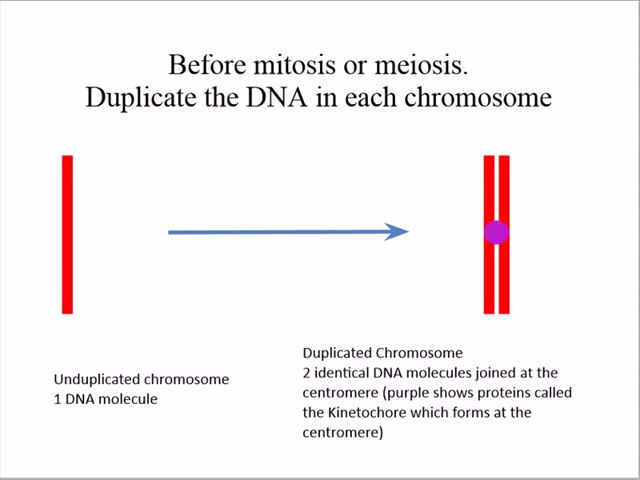 Before mitosis or meiosis.
Duplicate the DNA in each chromosome
Unduplicated chromosome
1 DNA molecule
Duplicated Chromosome
2 identical DNA molecules joined at the
centromere (purple shows proteins called
the Kinetochore which forms at the
centromere)